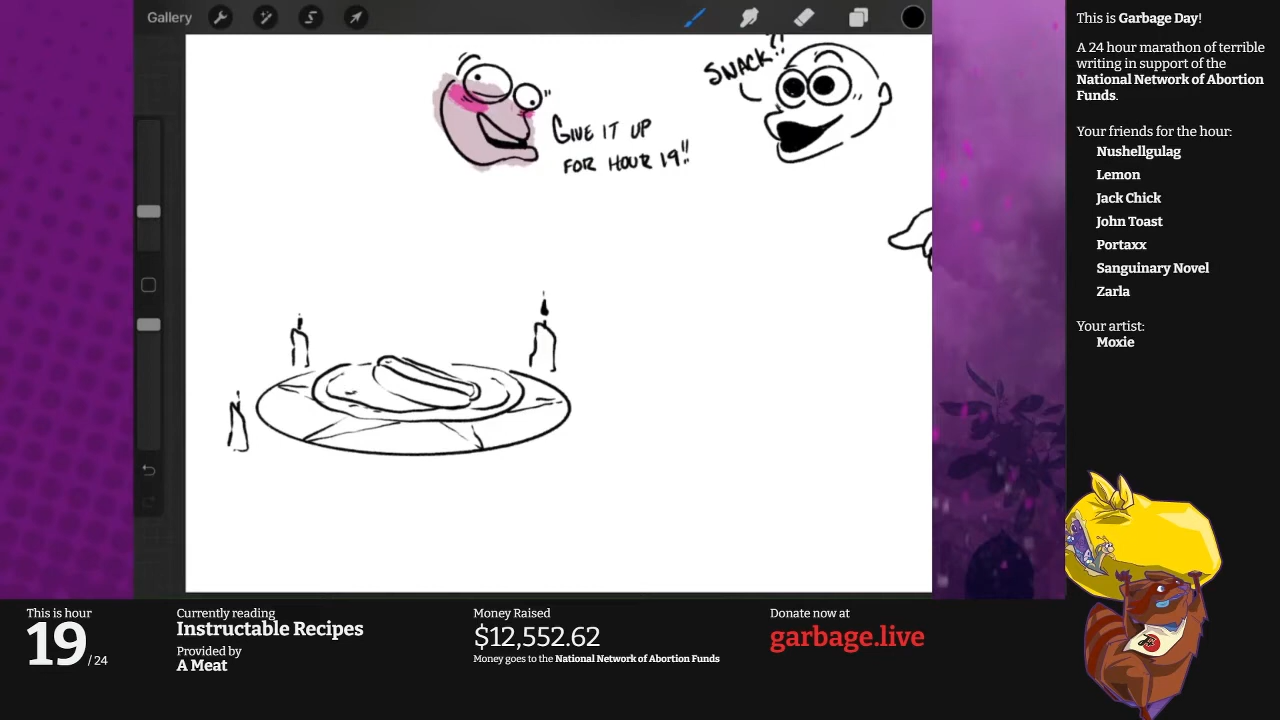 Gallery
SNACK?!
GIVE IT UP
FOR HOUR 19!!
This is Garbage Day!
A 24 hour marathon of terrible
writing in support of the
National Network of Abortion
Funds.
Your friends for the hour:
Nushellgulag
Lemon
Jack Chick
John Toast
Portaxx
Sanguinary Novel
Zarla
Your artist:
Moxie
This is hour
19 / 24
Currently reading
Instructable Recipes
Provided by
A Meat
Money Raised
$12,552.62
Money goes to the National Network of Abortion Funds
Donate now at
garbage.live